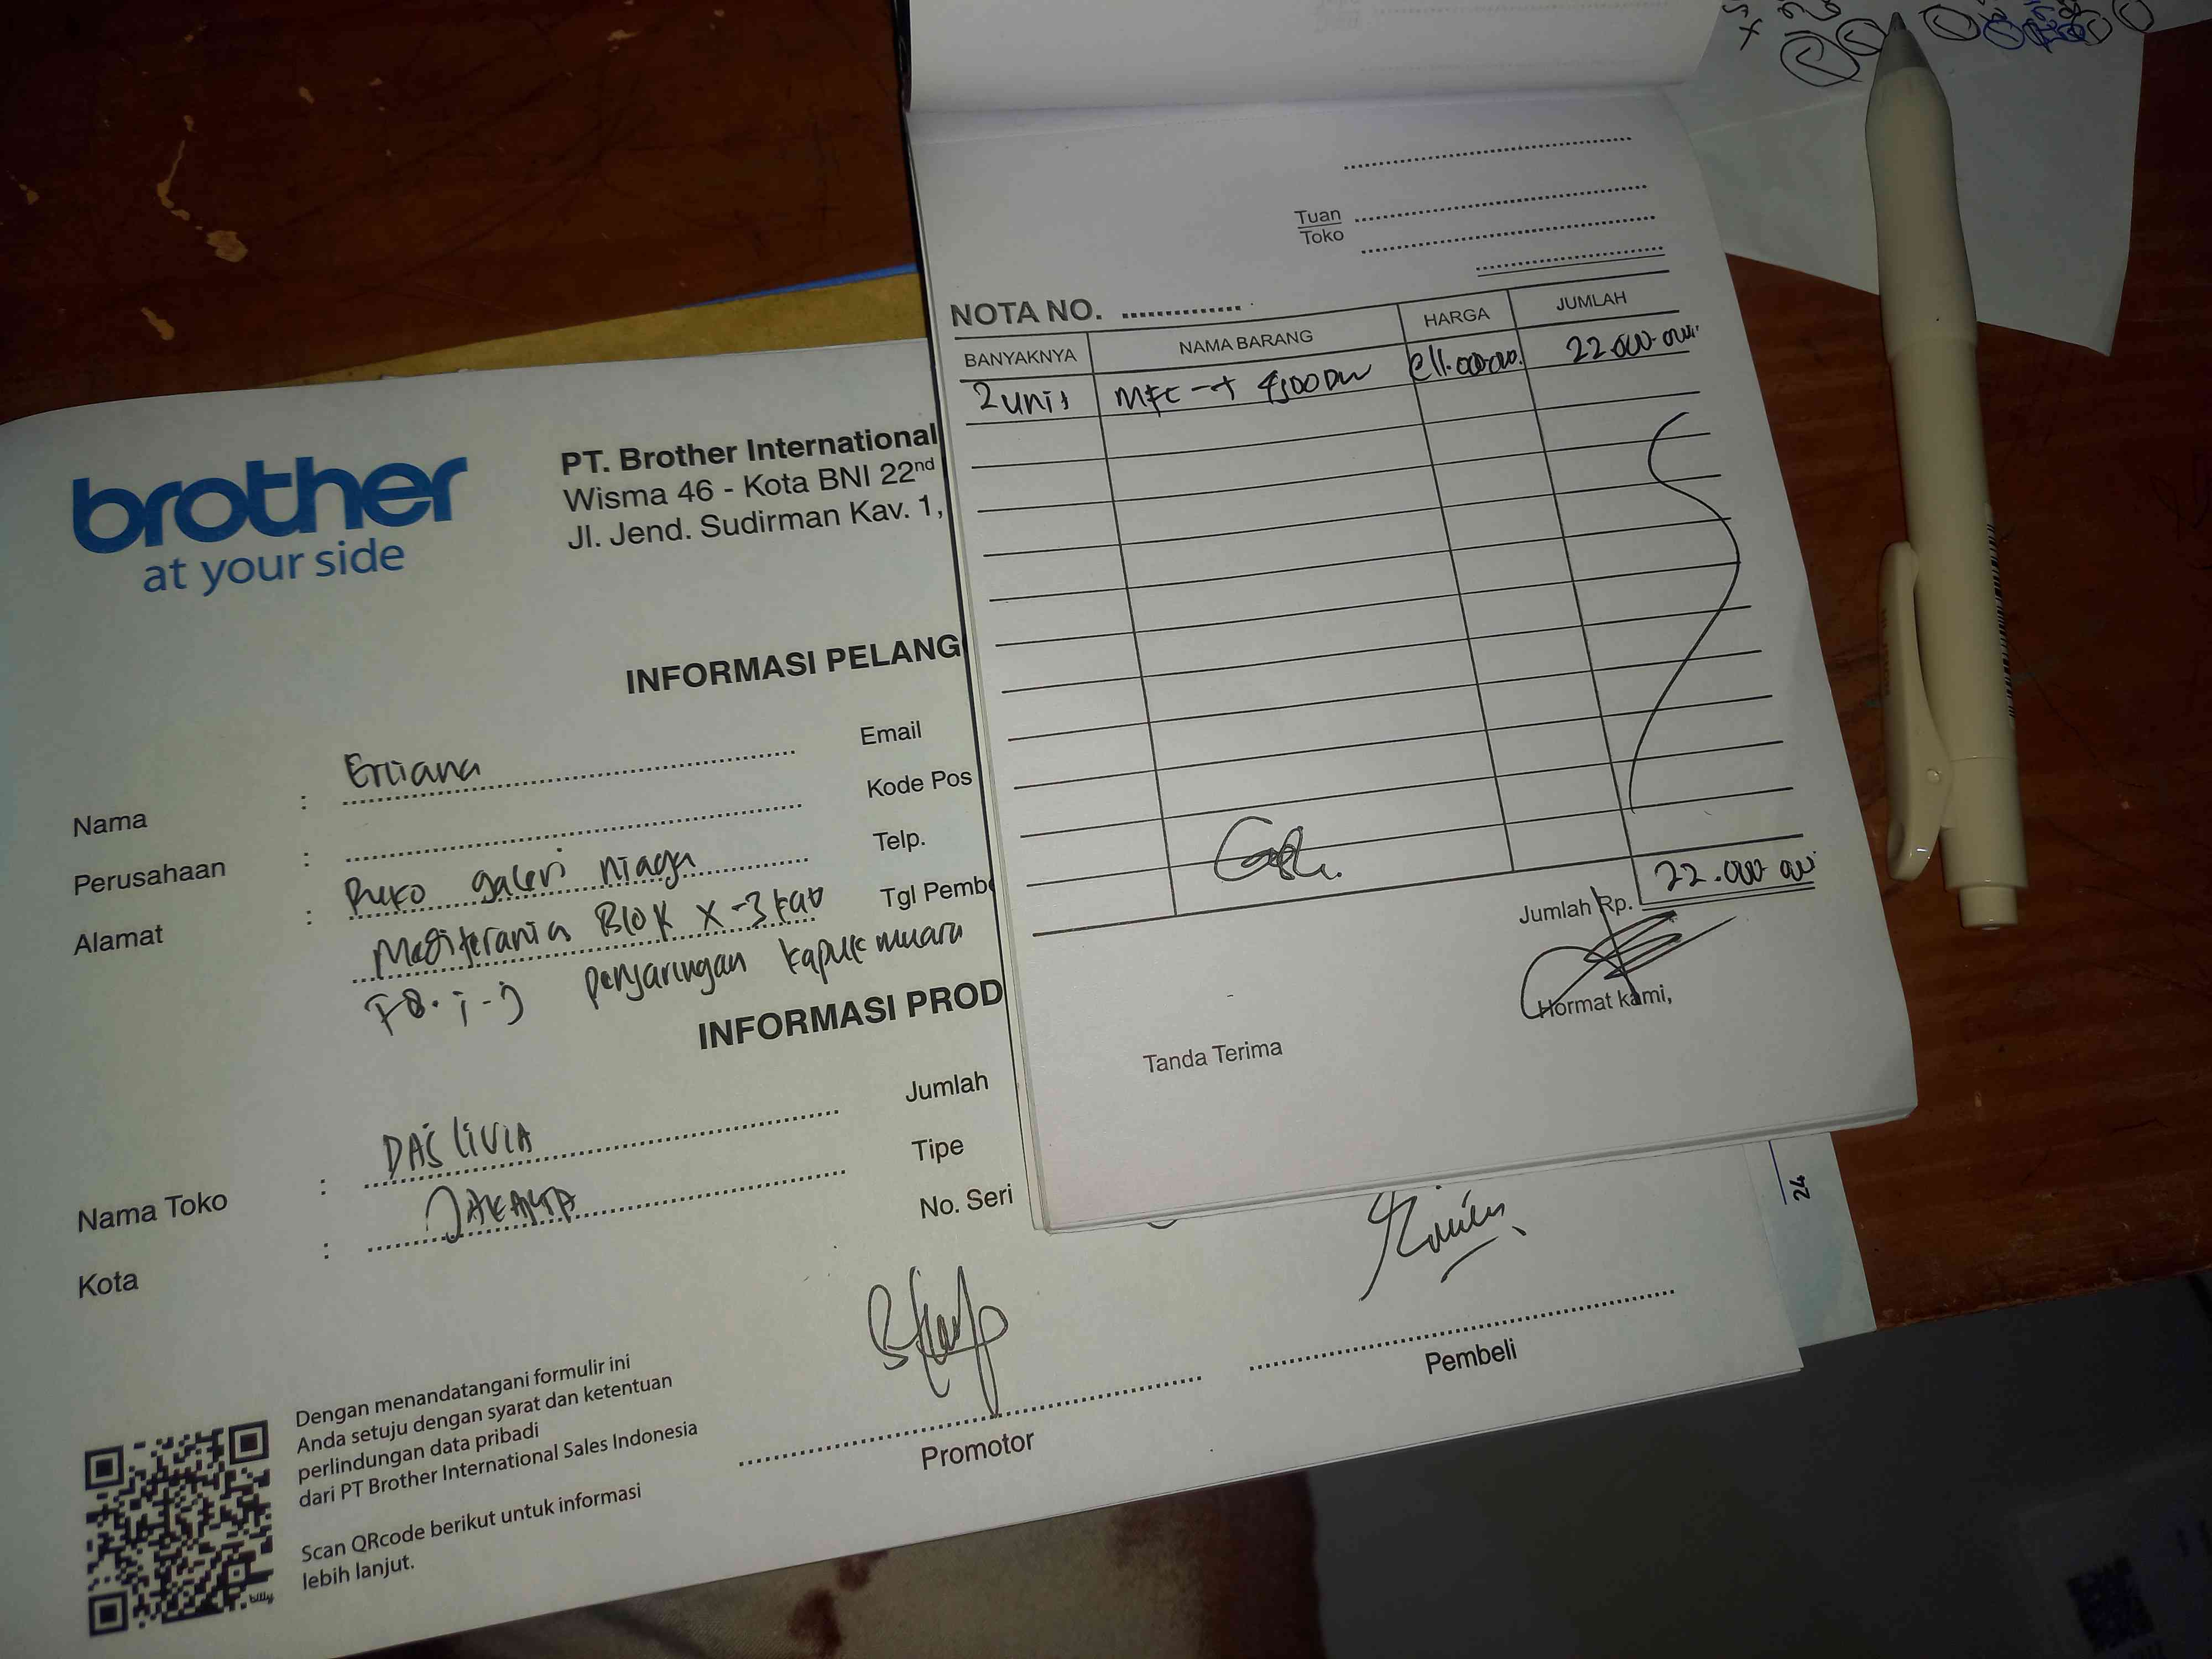 brother
at your side
PT. Brother International
Wisma 46 - Kota BNI 22nd
Jl. Jend. Sudirman Kav. 1,
INFORMASI PELANG
Nama : Erliana
Perusahaan :
Alamat : Ruko galeri niaga
Mediterania Blok X-3 kav
F8. i-j penjaringan kapuk muara
Email
Kode Pos
Telp.
Tgl Pembe
INFORMASI PROD
Nama Toko : DAS LIVIA
Kota : JAKARTA
Jumlah
Tipe
No. Seri
Dengan menandatangani formulir ini
Anda setuju dengan syarat dan ketentuan
perlindungan data pribadi
dari PT Brother International Sales Indonesia
Scan QRcode berikut untuk informasi
lebih lanjut.
Promotor
Pembeli
Tuan
Toko
NOTA NO.
BANYAKNYA NAMA BARANG HARGA JUMLAH
2 unit MFC-T 4500DW @11.000.000. 22.000.000
Cash.
Jumlah Rp. 22.000 000
Tanda Terima
Hormat kami,
24